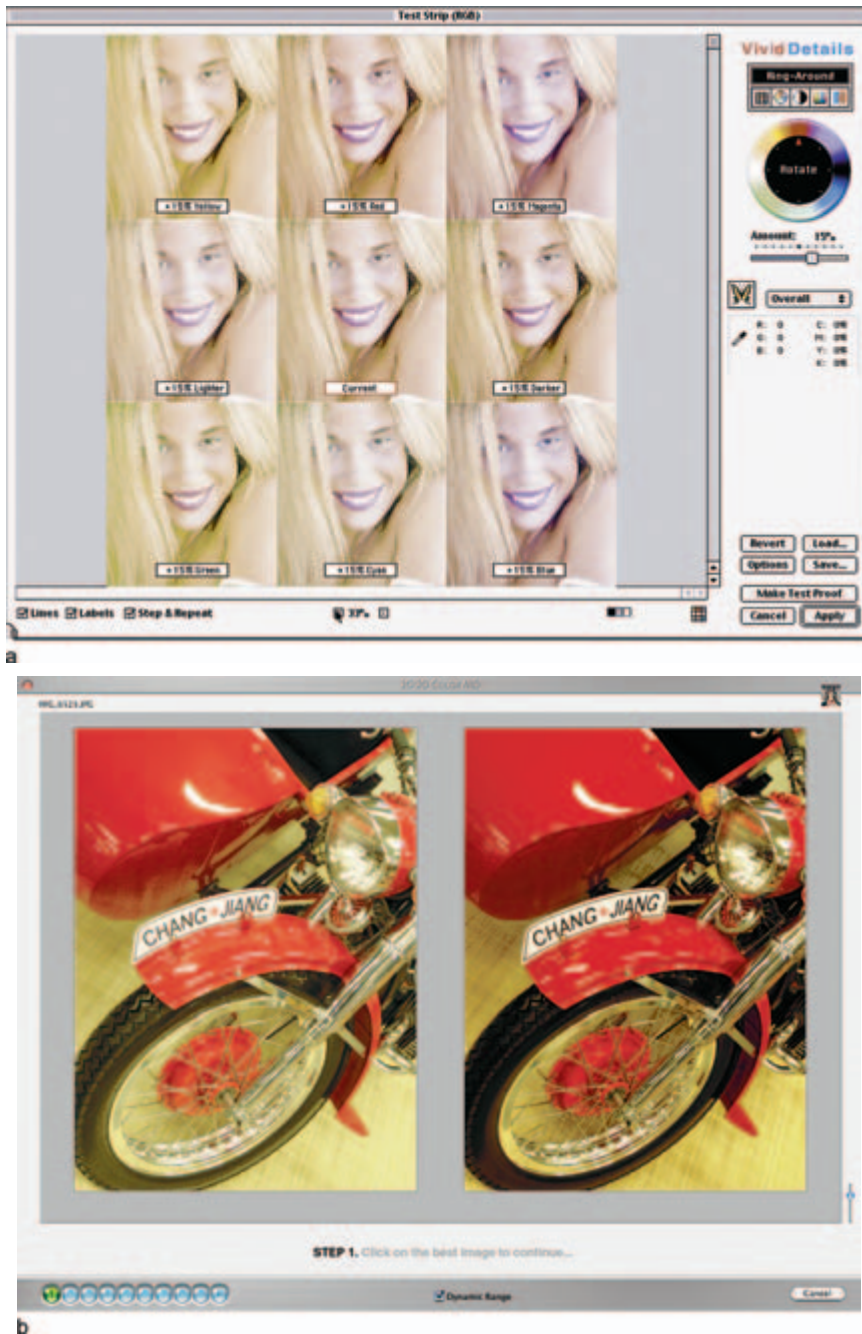 Test Strip (RGB)
Vivid Details
Ring-Around
Rotate
Amount: 15%
Overall
R: 0 C: 0%
G: 0 M: 0%
B: 0 Y: 0%
K: 0%
+15% Yellow
+15% Red
+15% Magenta
+15% Lighter
Current
+15% Darker
+15% Green
+15% Cyan
+15% Blue
Revert
Load...
Options
Save...
Make Test Proof
Cancel
Apply
Lines
Labels
Step & Repeat
33%
a
20/20 Color MD
CHANG JIANG
CHANG JIANG
STEP 1. Click on the best image to continue...
Dynamic Range
Cancel
b